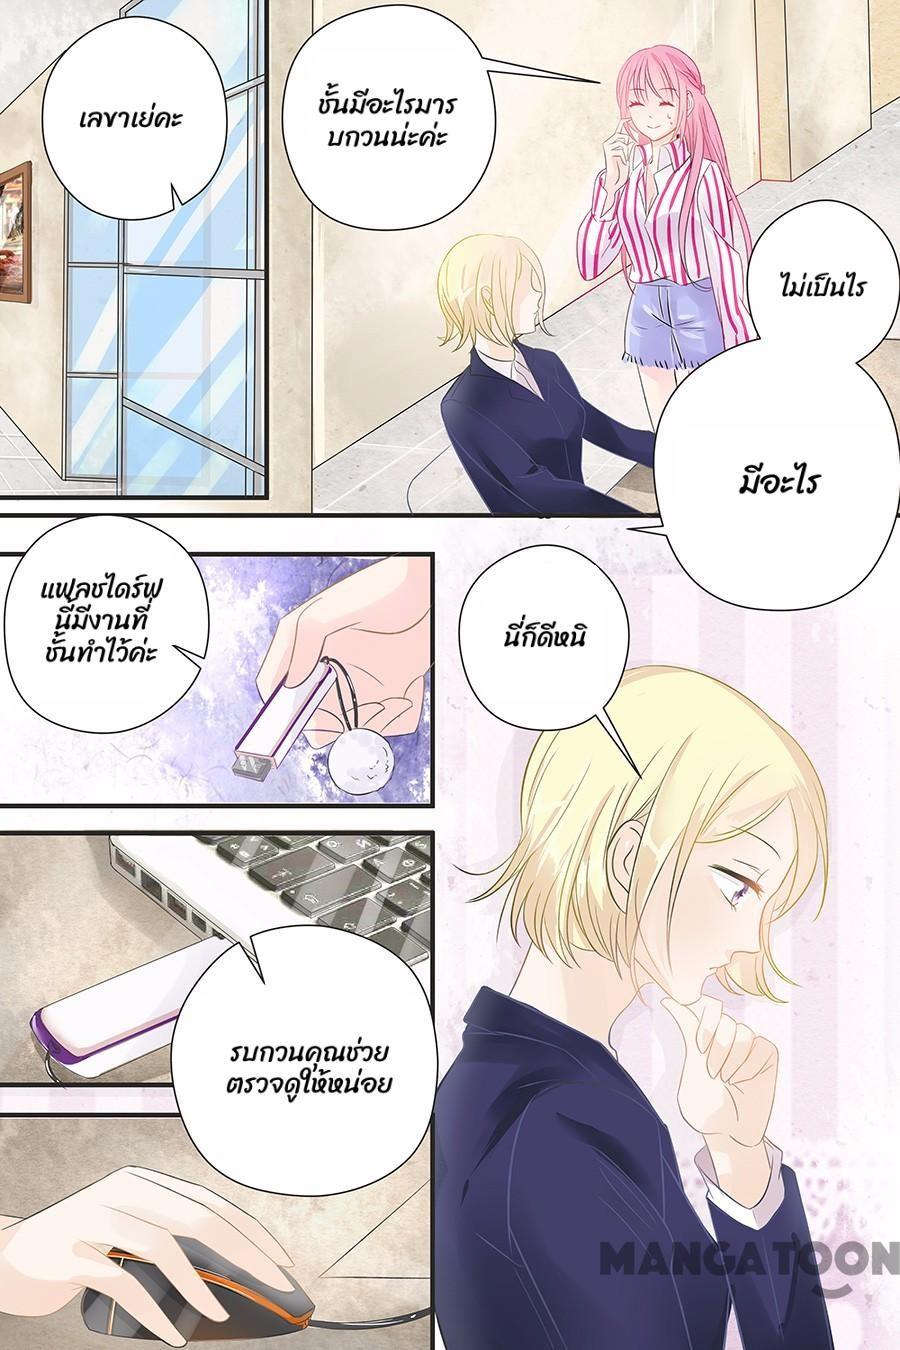 เลขาเย่คะ
ชั้นมีอะไรมาร
บกวนน่ะค่ะ
ไม่เป็นไร
มีอะไร
แฟลชไดร์ฟ
นี้มีงานที่
ชั้นทำไว้ค่ะ
รบกวนคุณช่วย
ตรวจดูให้หน่อย
นี่ก็ดีหนิ
MANGATOON